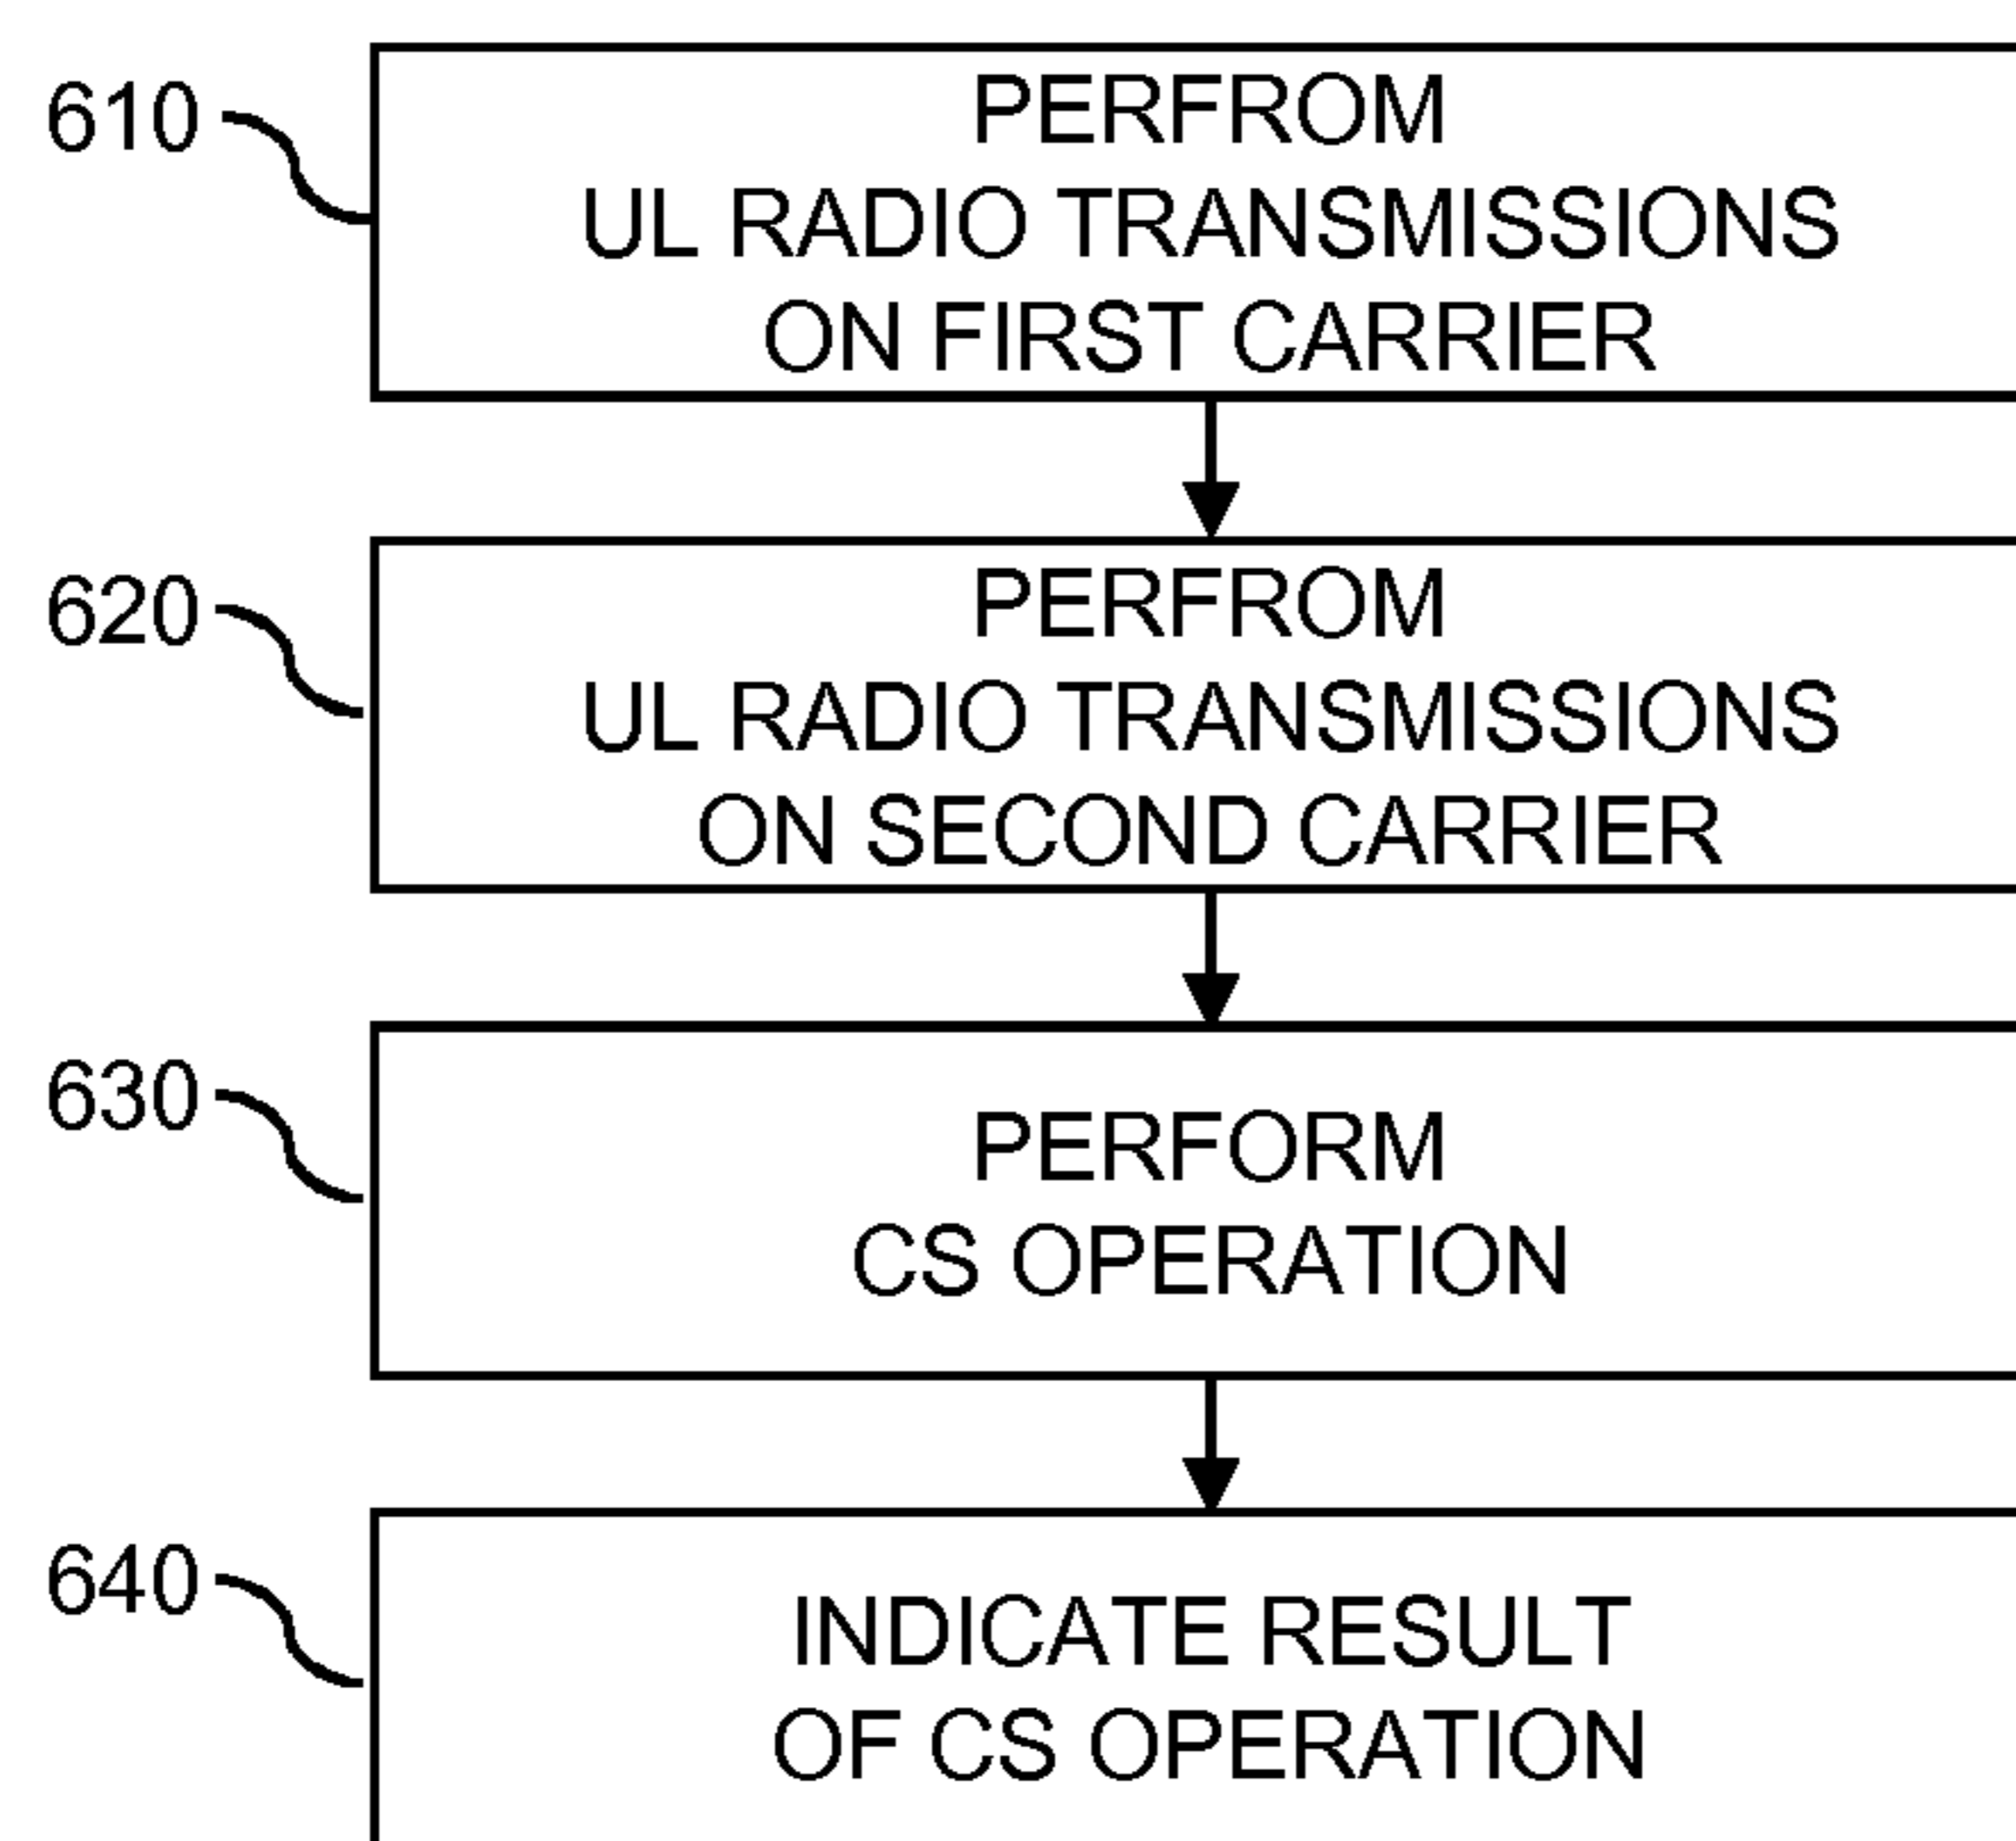 610
PERFROM
UL RADIO TRANSMISSIONS
ON FIRST CARRIER
620
PERFROM
UL RADIO TRANSMISSIONS
ON SECOND CARRIER
630
PERFORM
CS OPERATION
640
INDICATE RESULT
OF CS OPERATION